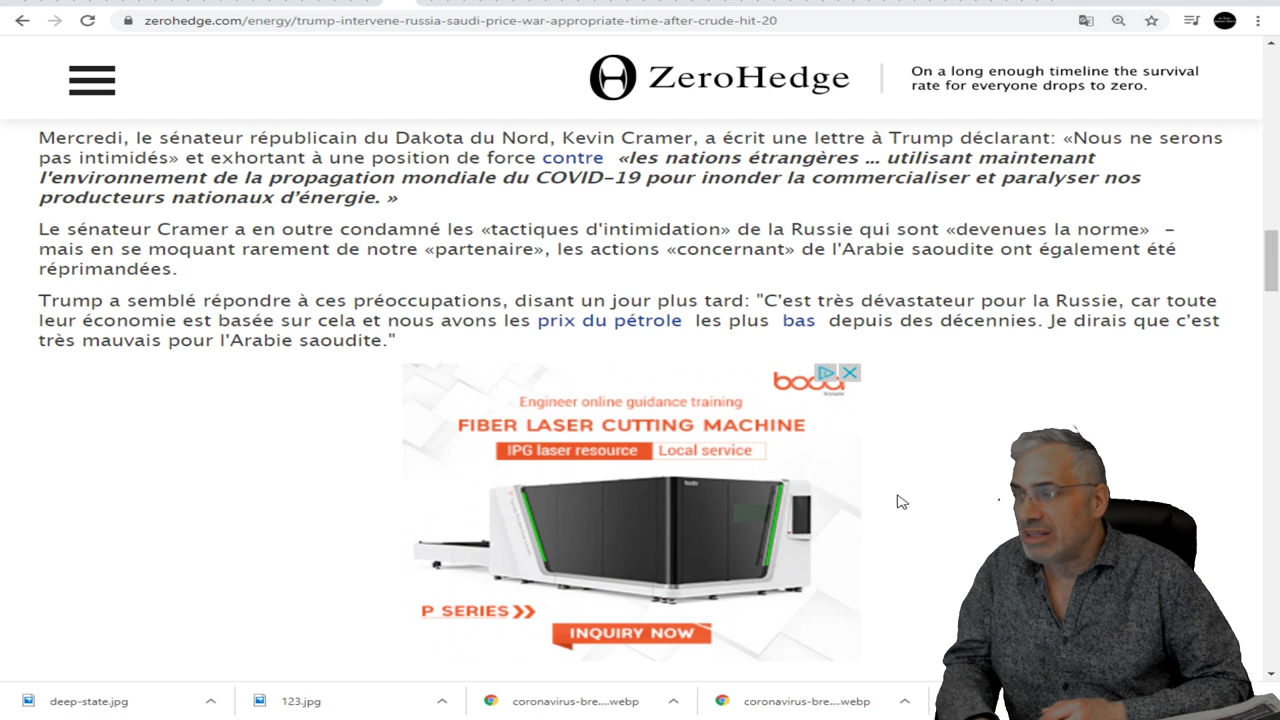 zerohedge.com/energy/trump-intervene-russia-saudi-price-war-appropriate-time-after-crude-hit-20
ZeroHedge
On a long enough timeline the survival
rate for everyone drops to zero.
Mercredi, le sénateur républicain du Dakota du Nord, Kevin Cramer, a écrit une lettre à Trump déclarant: «Nous ne serons
pas intimidés» et exhortant à une position de force contre «les nations étrangères ... utilisant maintenant
l'environnement de la propagation mondiale du COVID-19 pour inonder la commercialiser et paralyser nos
producteurs nationaux d'énergie. »
Le sénateur Cramer a en outre condamné les «tactiques d'intimidation» de la Russie qui sont «devenues la norme» –
mais en se moquant rarement de notre «partenaire», les actions «concernant» de l'Arabie saoudite ont également été
réprimandées.
Trump a semblé répondre à ces préoccupations, disant un jour plus tard: "C'est très dévastateur pour la Russie, car toute
leur économie est basée sur cela et nous avons les prix du pétrole les plus bas depuis des décennies. Je dirais que c'est
très mauvais pour l'Arabie saoudite."
Engineer online guidance training
FIBER LASER CUTTING MACHINE
IPG laser resource Local service
P SERIES
INQUIRY NOW
deep-state.jpg
123.jpg
coronavirus-bre....webp
coronavirus-bre....webp